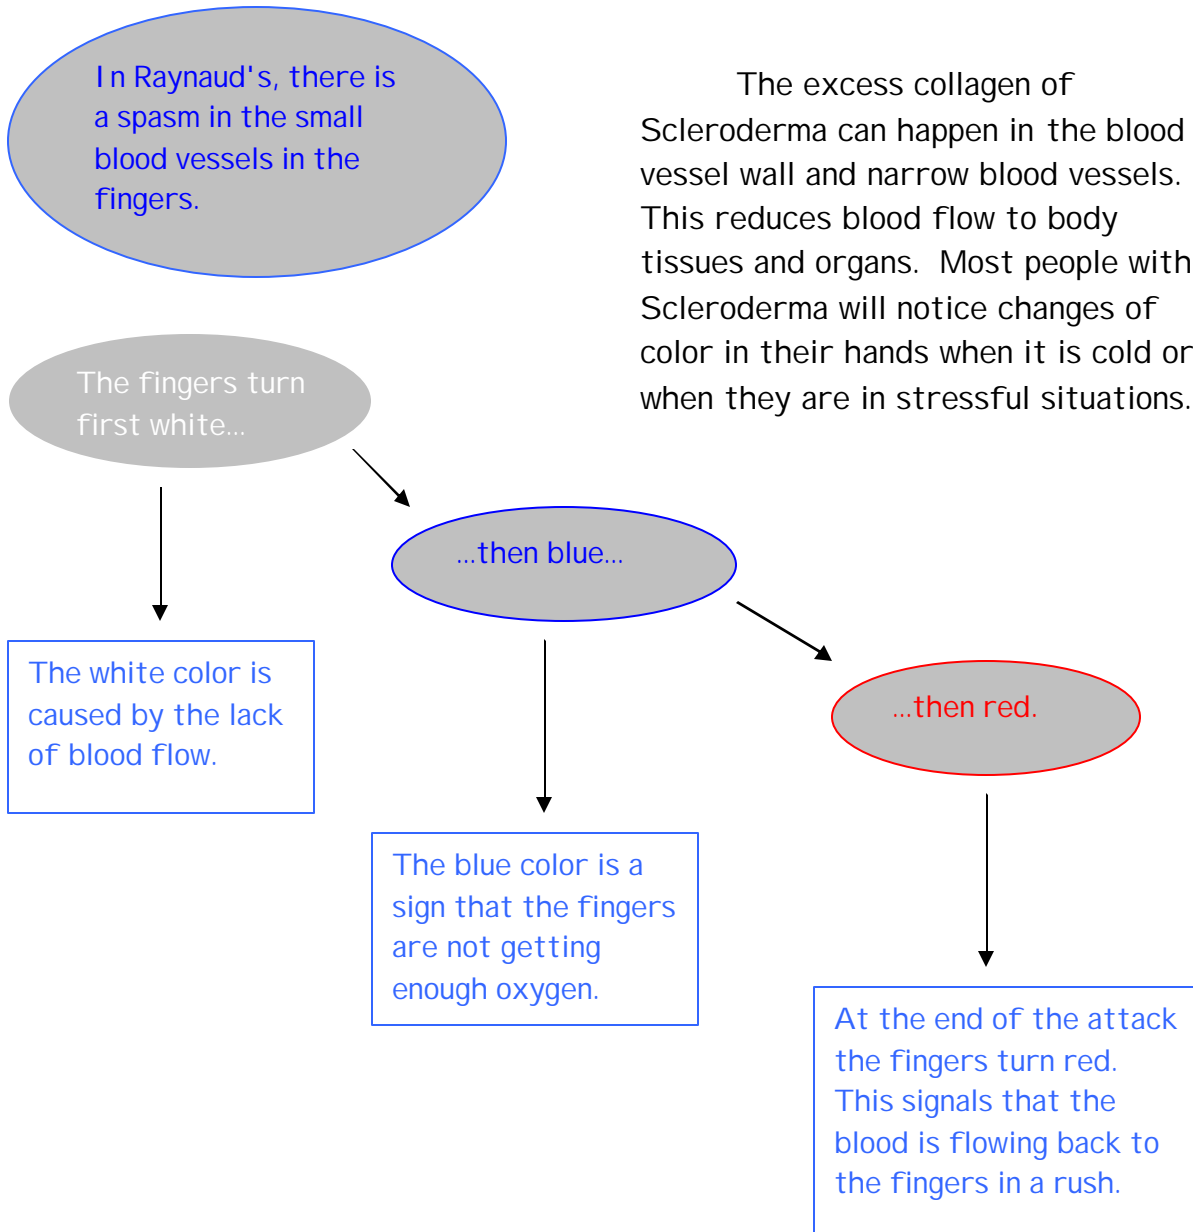 In Raynaud's, there is
a spasm in the small
blood vessels in the
fingers.
The excess collagen of
Scleroderma can happen in the blood
vessel wall and narrow blood vessels.
This reduces blood flow to body
tissues and organs. Most people with
Scleroderma will notice changes of
color in their hands when it is cold or
when they are in stressful situations.
The fingers turn
first white...
...then blue...
...then red.
The white color is
caused by the lack
of blood flow.
The blue color is a
sign that the fingers
are not getting
enough oxygen.
At the end of the attack
the fingers turn red.
This signals that the
blood is flowing back to
the fingers in a rush.